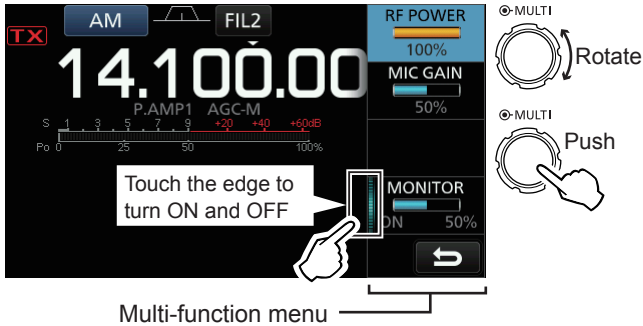 AM
FIL2
TX
14.100.00
P.AMP1 AGC-M
S 1 3 5 7 9 +20 +40 +60dB
Po 0 25 50 100%
RF POWER
100%
MIC GAIN
50%
MONITOR
ON 50%
Touch the edge to
turn ON and OFF
Multi-function menu
MULTI
Rotate
MULTI
Push